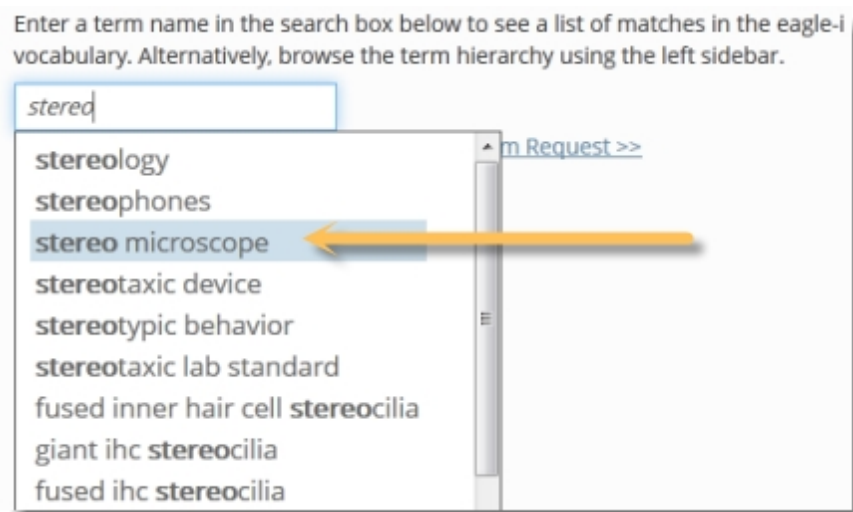 Enter a term name in the search box below to see a list of matches in the eagle-i
vocabulary. Alternatively, browse the term hierarchy using the left sidebar.
stereo
m Request >>
stereology
stereophones
stereo microscope
stereotaxic device
stereotypic behavior
stereotaxic lab standard
fused inner hair cell stereocilia
giant ihc stereocilia
fused ihc stereocilia